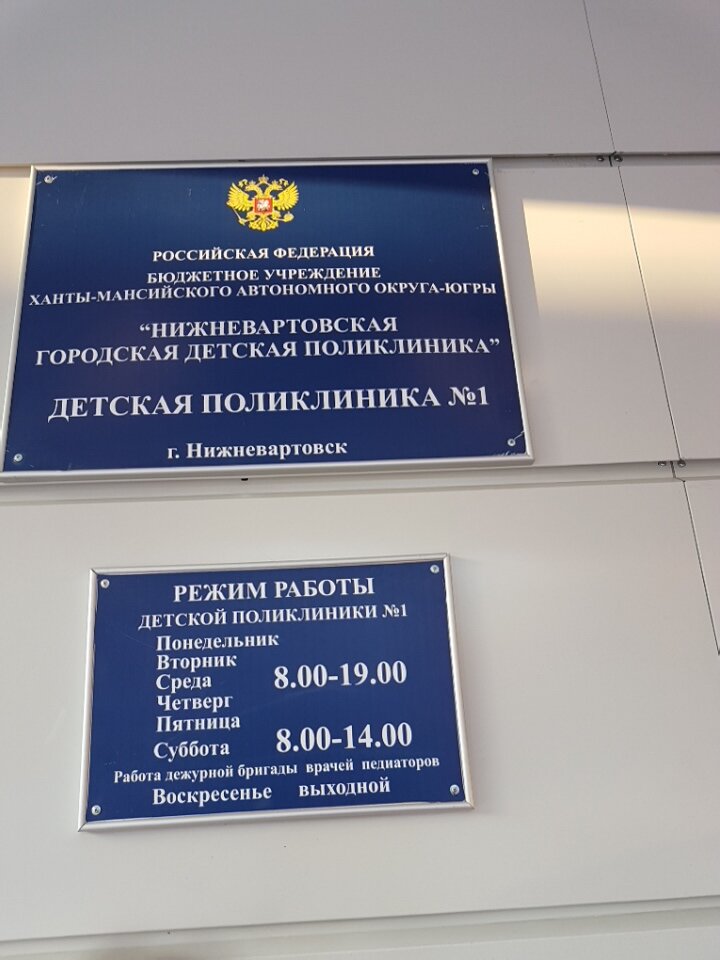 РОССИЙСКАЯ ФЕДЕРАЦИЯ
БЮДЖЕТНОЕ УЧРЕЖДЕНИЕ
ХАНТЫ-МАНСИЙСКОГО АВТОНОМНОГО ОКРУГА-ЮГРЫ
“НИЖНЕВАРТОВСКАЯ
ГОРОДСКАЯ ДЕТСКАЯ ПОЛИКЛИНИКА”
ДЕТСКАЯ ПОЛИКЛИНИКА №1
г. Нижневартовск
РЕЖИМ РАБОТЫ
ДЕТСКОЙ ПОЛИКЛИНИКИ №1
Понедельник
Вторник
Среда 8.00-19.00
Четверг
Пятница
Суббота 8.00-14.00
Работа дежурной бригады врачей педиаторов
Воскресенье выходной